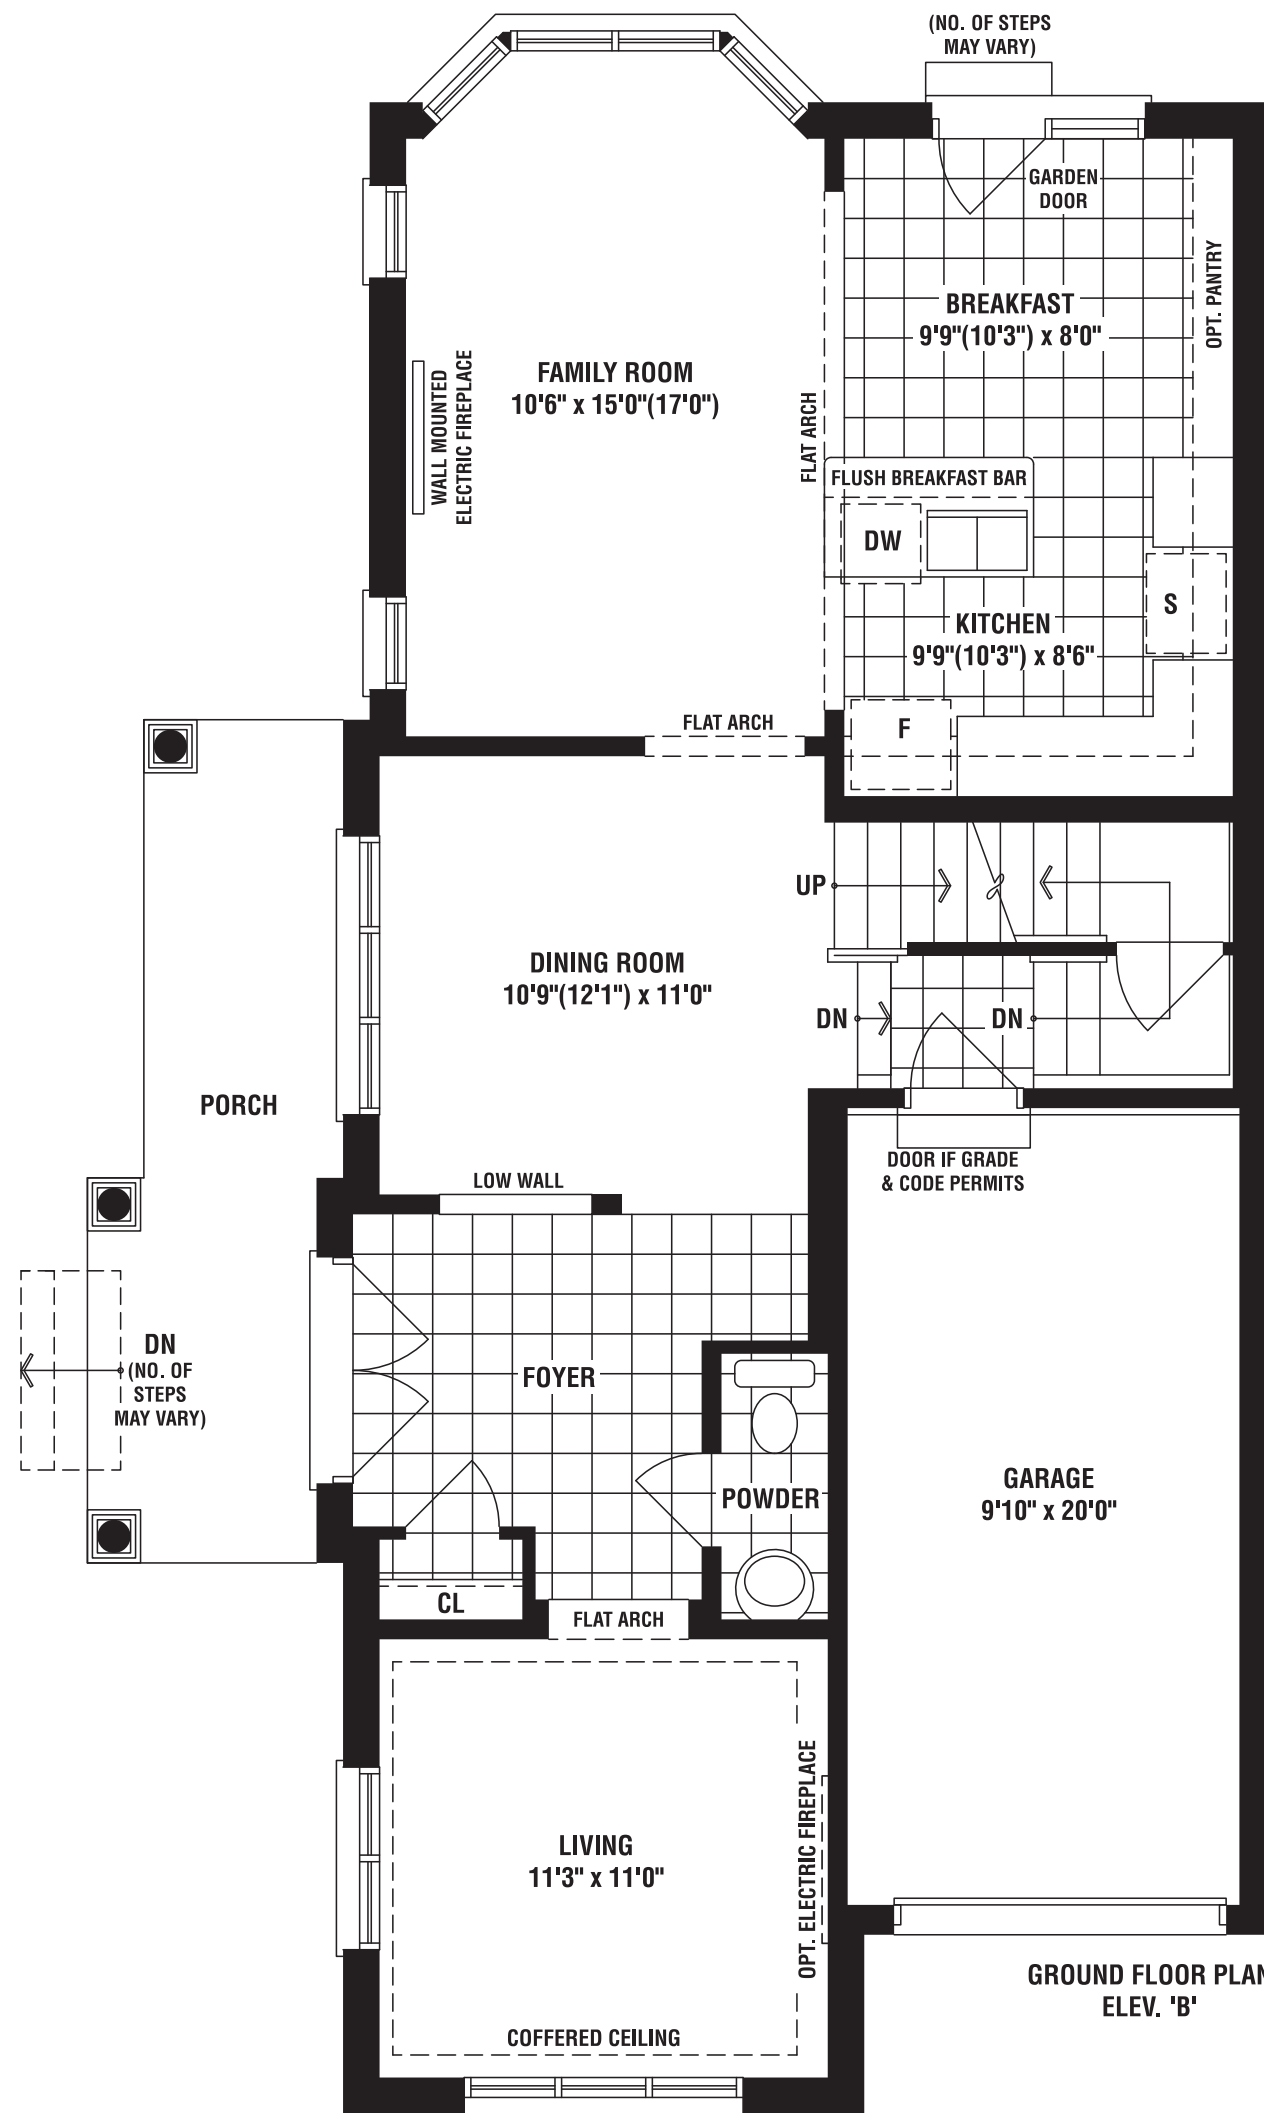 (NO. OF STEPS
MAY VARY)
GARDEN
DOOR
OPT. PANTRY
BREAKFAST
9'9"(10'3") x 8'0"
FAMILY ROOM
10'6" x 15'0"(17'0")
WALL MOUNTED
ELECTRIC FIREPLACE
FLAT ARCH
FLUSH BREAKFAST BAR
DW
S
KITCHEN
9'9"(10'3") x 8'6"
FLAT ARCH
F
UP
DINING ROOM
10'9"(12'1") x 11'0"
DN
DN
PORCH
DOOR IF GRADE
& CODE PERMITS
LOW WALL
DN
(NO. OF
STEPS
MAY VARY)
FOYER
POWDER
GARAGE
9'10" x 20'0"
CL
FLAT ARCH
OPT. ELECTRIC FIREPLACE
LIVING
11'3" x 11'0"
COFFERED CEILING
GROUND FLOOR PLAN
ELEV. 'B'